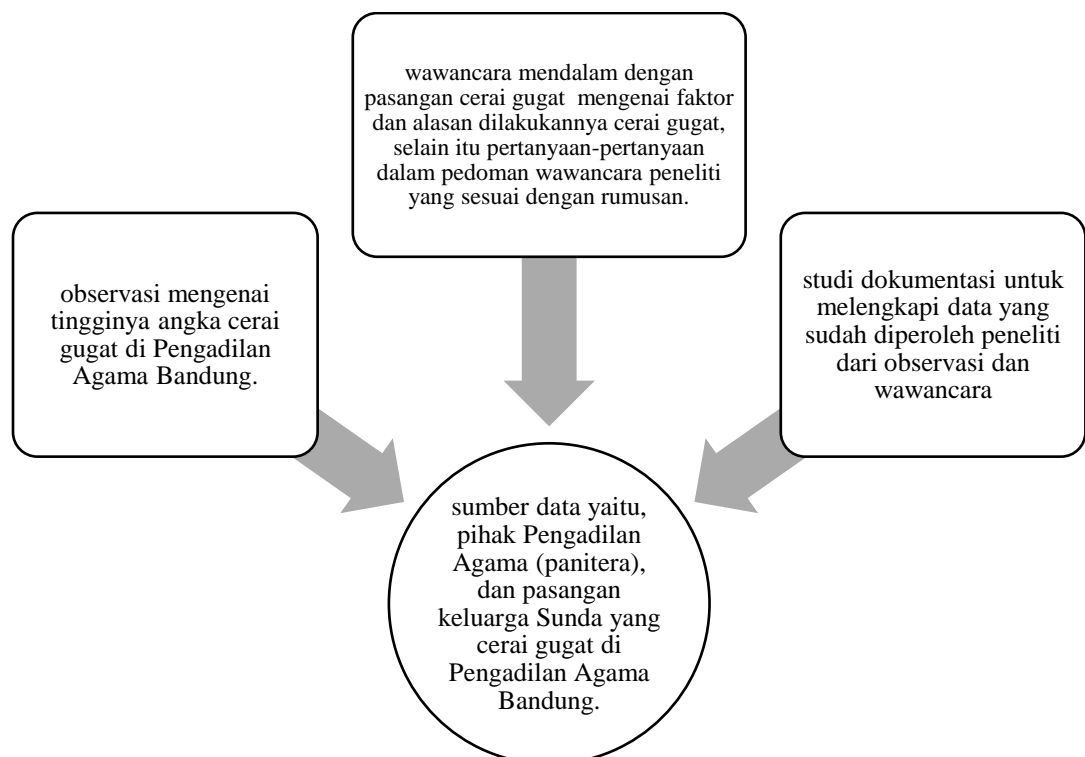 wawancara mendalam dengan
pasangan cerai gugat mengenai faktor
dan alasan dilakukannya cerai gugat,
selain itu pertanyaan-pertanyaan
dalam pedoman wawancara peneliti
yang sesuai dengan rumusan.
observasi mengenai
tingginya angka cerai
gugat di Pengadilan
Agama Bandung.
studi dokumentasi untuk
melengkapi data yang
sudah diperoleh peneliti
dari observasi dan
wawancara
sumber data yaitu,
pihak Pengadilan
Agama (panitera),
dan pasangan
keluarga Sunda yang
cerai gugat di
Pengadilan Agama
Bandung.